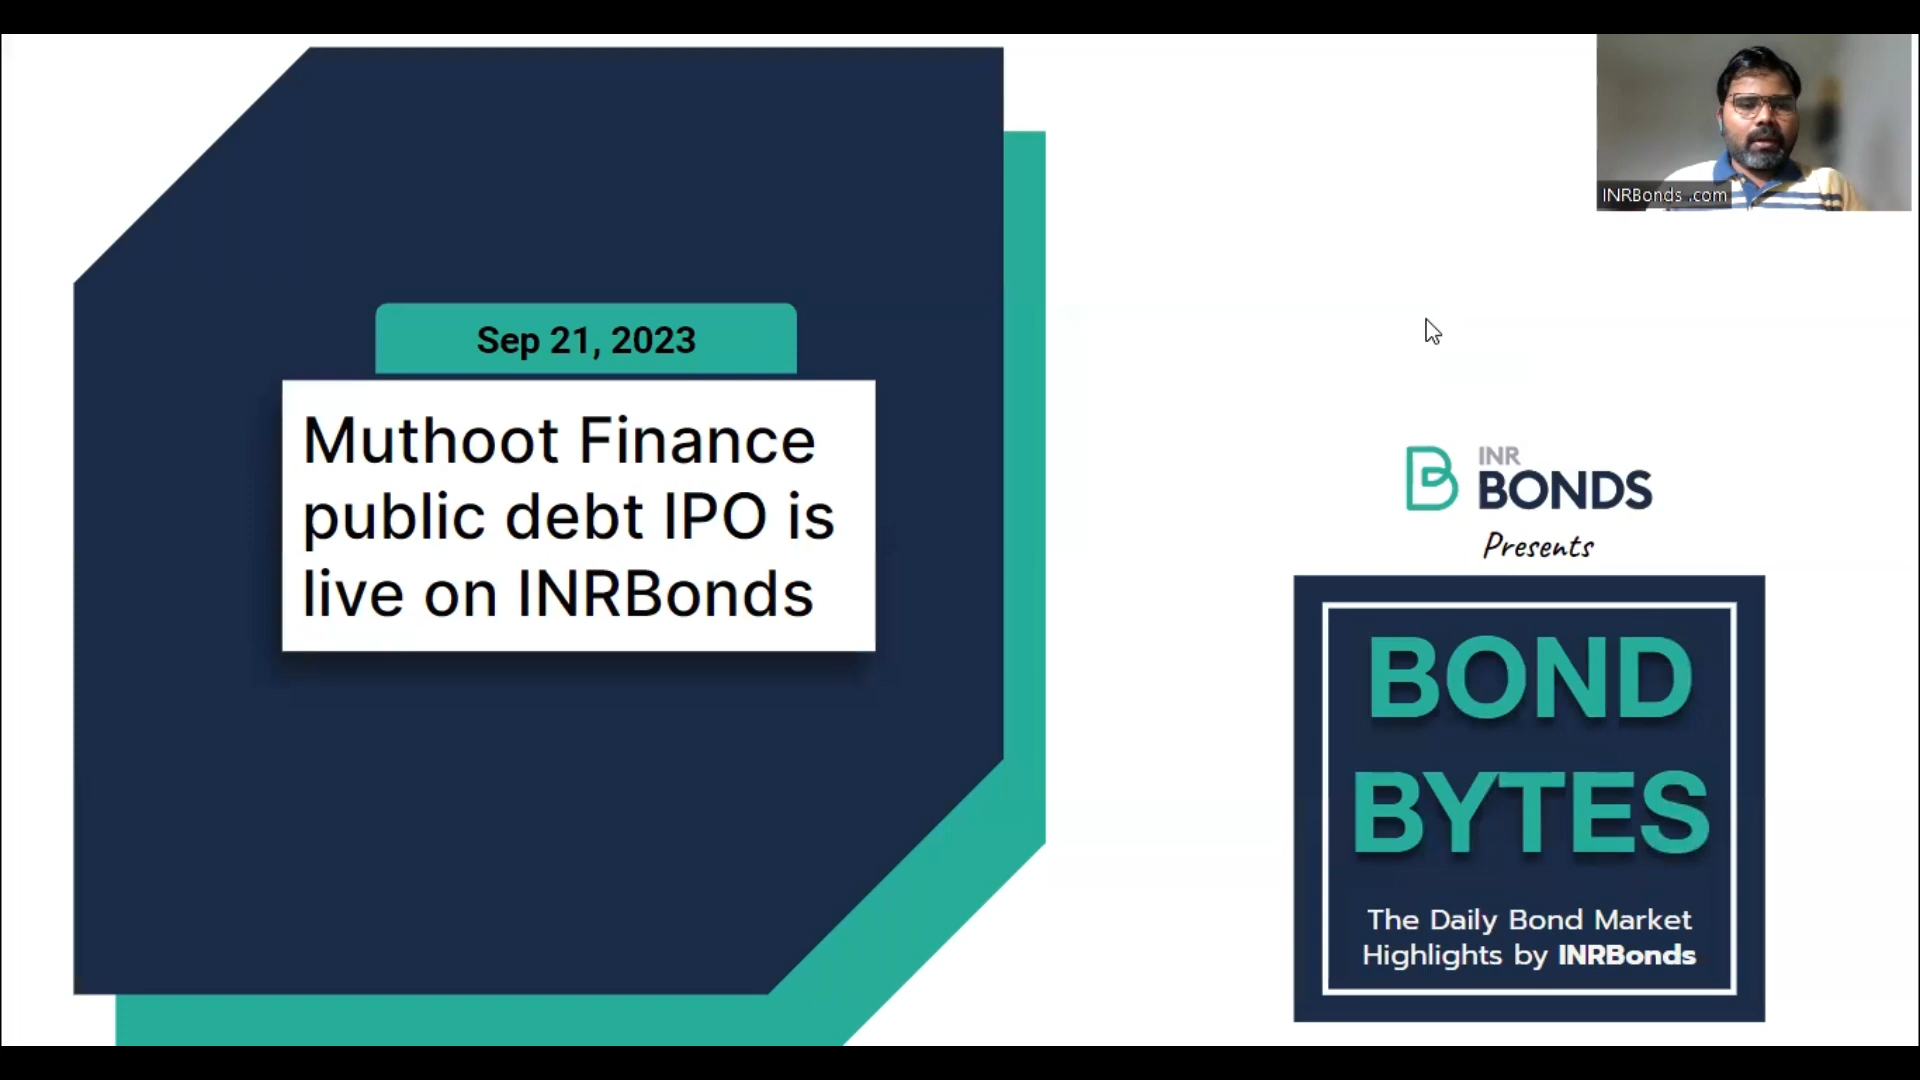 INRBonds .com
Sep 21, 2023
Muthoot Finance
public debt IPO is
live on INRBonds
INR
BONDS
Presents
BOND
BYTES
The Daily Bond Market
Highlights by INRBonds